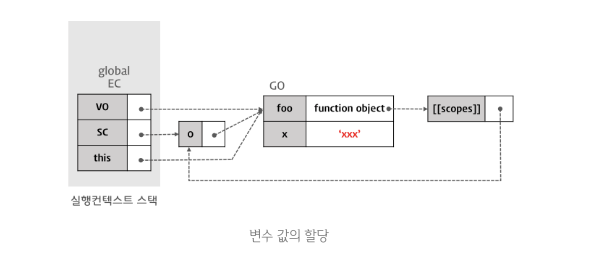 global
EC
GO
VO
foo
function object
[[scopes]]
SC
0
x
'xxx'
this
실행컨텍스트 스택
변수 값의 할당